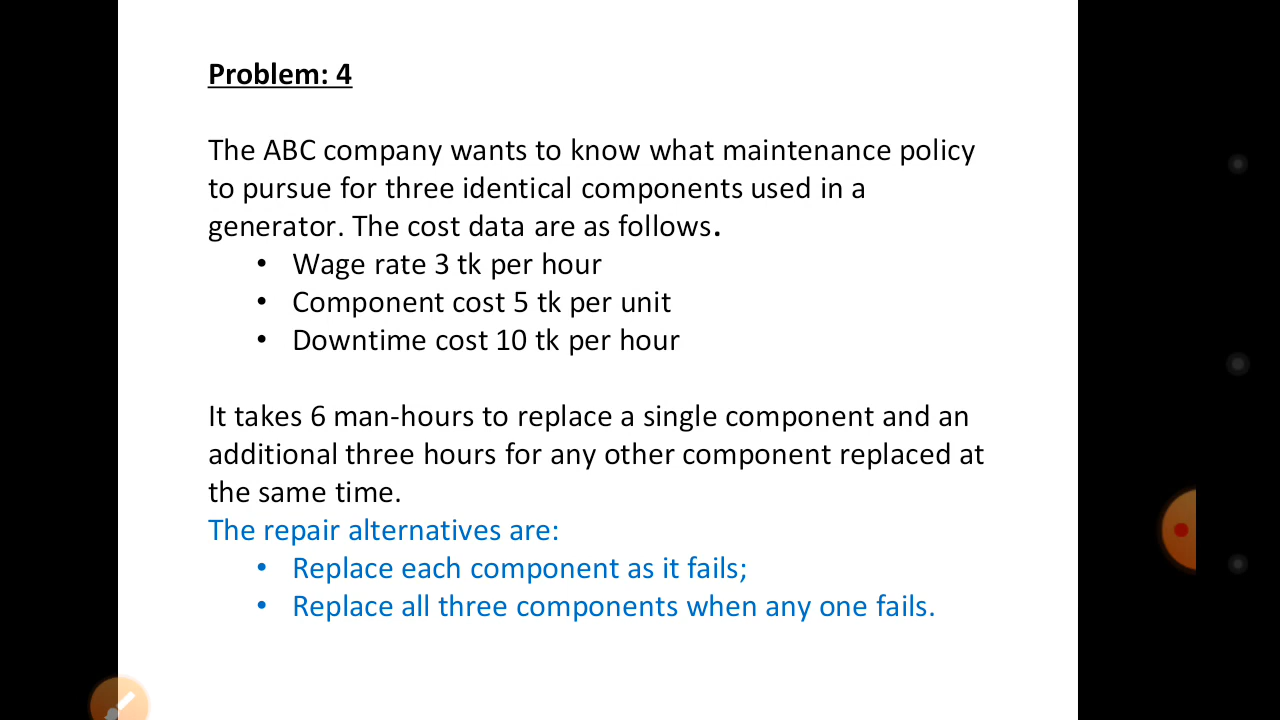 Problem: 4
The ABC company wants to know what maintenance policy
to pursue for three identical components used in a
generator. The cost data are as follows.
• Wage rate 3 tk per hour
• Component cost 5 tk per unit
• Downtime cost 10 tk per hour
It takes 6 man-hours to replace a single component and an
additional three hours for any other component replaced at
the same time.
The repair alternatives are:
• Replace each component as it fails;
• Replace all three components when any one fails.